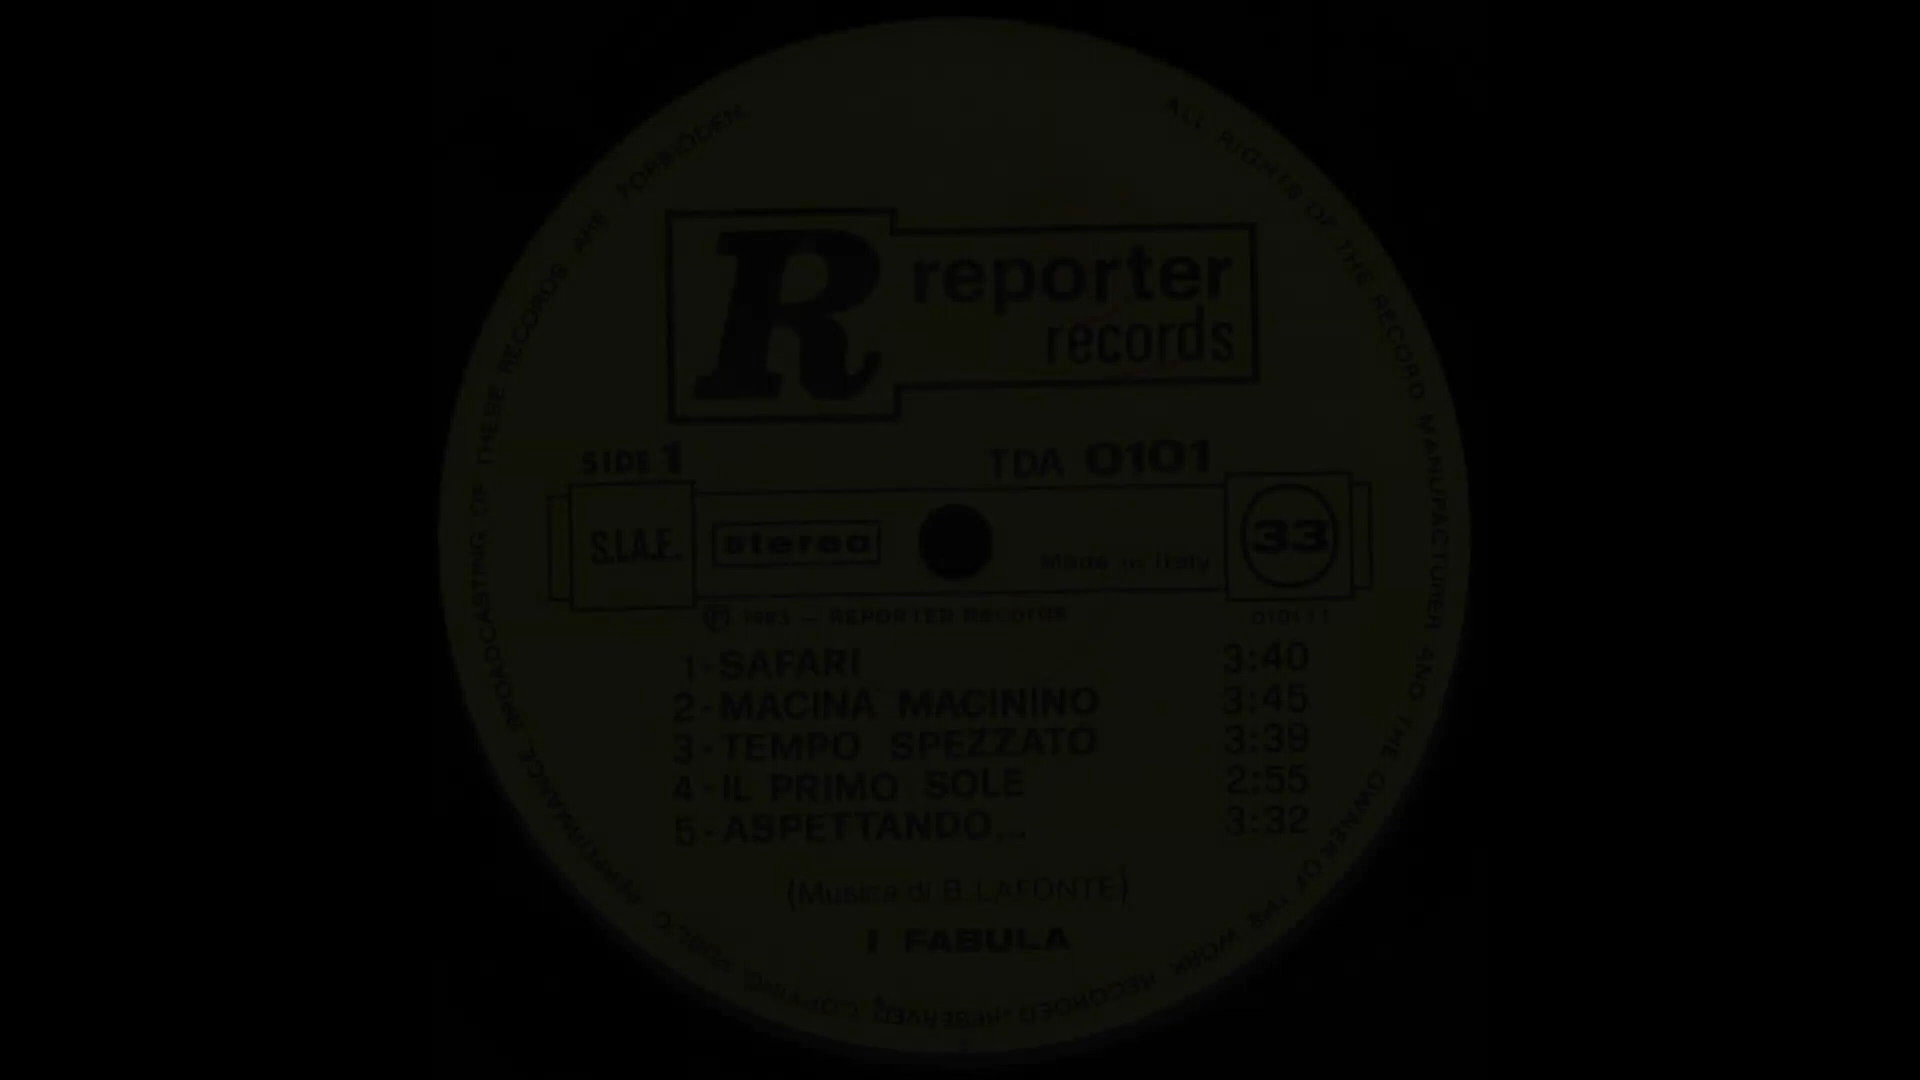 R reporter
records
SIDE 1 TDA 0101
S.I.A.E. stereo Made in Italy 33
Ⓟ 1983 — REPORTER Records
1-SAFARI 3:40
2-MACINA MACININO 3:45
3-TEMPO SPEZZATO 3:39
4-IL PRIMO SOLE 2:55
5-ASPETTANDO... 3:32
(Musica di B. LAFONTE)
I FABULA
ALL RIGHTS OF THE RECORD MANUFACTURER AND THE OWNER OF THE WORK RECORDED RESERVED COPYING, PUBLIC PERFORMANCE, BROADCASTING OF THESE RECORDS ARE FORBIDDEN.